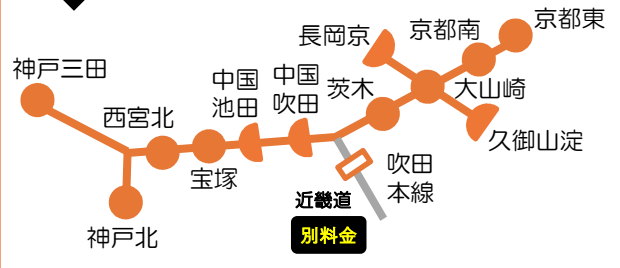 京都東
京都南
長岡京
神戸三田
中国
池田
中国
吹田
茨木
大山崎
西宮北
久御山淀
宝塚
吹田
本線
近畿道
別料金
神戸北